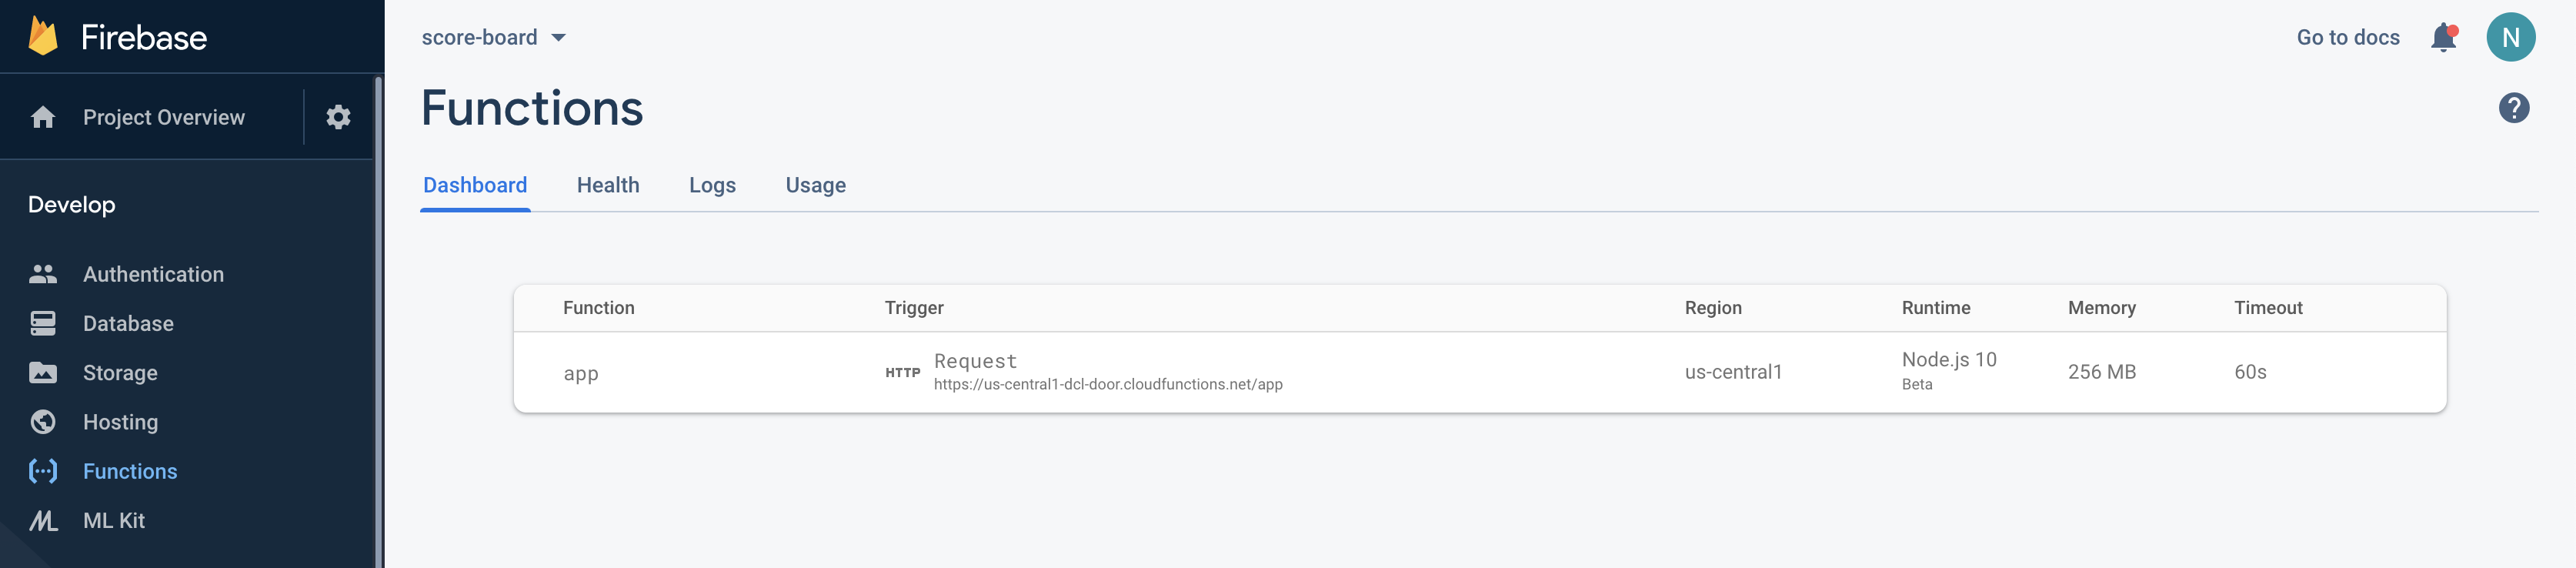 Firebase
Project Overview
Develop
Authentication
Database
Storage
Hosting
Functions
ML Kit
score-board
Go to docs
N
Functions
?
Dashboard Health Logs Usage
Function Trigger Region Runtime Memory Timeout
app HTTP Request us-central1 Node.js 10 256 MB 60s
https://us-central1-dcl-door.cloudfunctions.net/app Beta